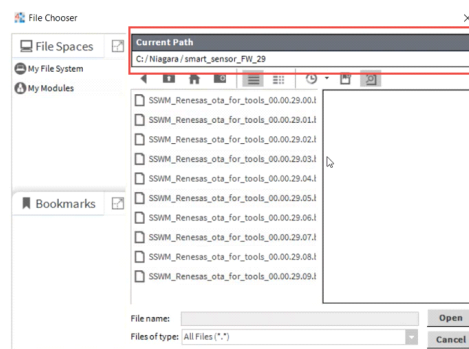 File Chooser
File Spaces
My File System
My Modules
Bookmarks
Current Path
C:/Niagara/smart_sensor_FW_29
SSWM_Renesas_ota_for_tools_00.00.29.00.l
SSWM_Renesas_ota_for_tools_00.00.29.01.l
SSWM_Renesas_ota_for_tools_00.00.29.02.l
SSWM_Renesas_ota_for_tools_00.00.29.03.l
SSWM_Renesas_ota_for_tools_00.00.29.04.l
SSWM_Renesas_ota_for_tools_00.00.29.05.l
SSWM_Renesas_ota_for_tools_00.00.29.06.l
SSWM_Renesas_ota_for_tools_00.00.29.07.l
SSWM_Renesas_ota_for_tools_00.00.29.08.l
SSWM_Renesas_ota_for_tools_00.00.29.09.l
File name:
Open
Files of type: All Files (*.*)
Cancel